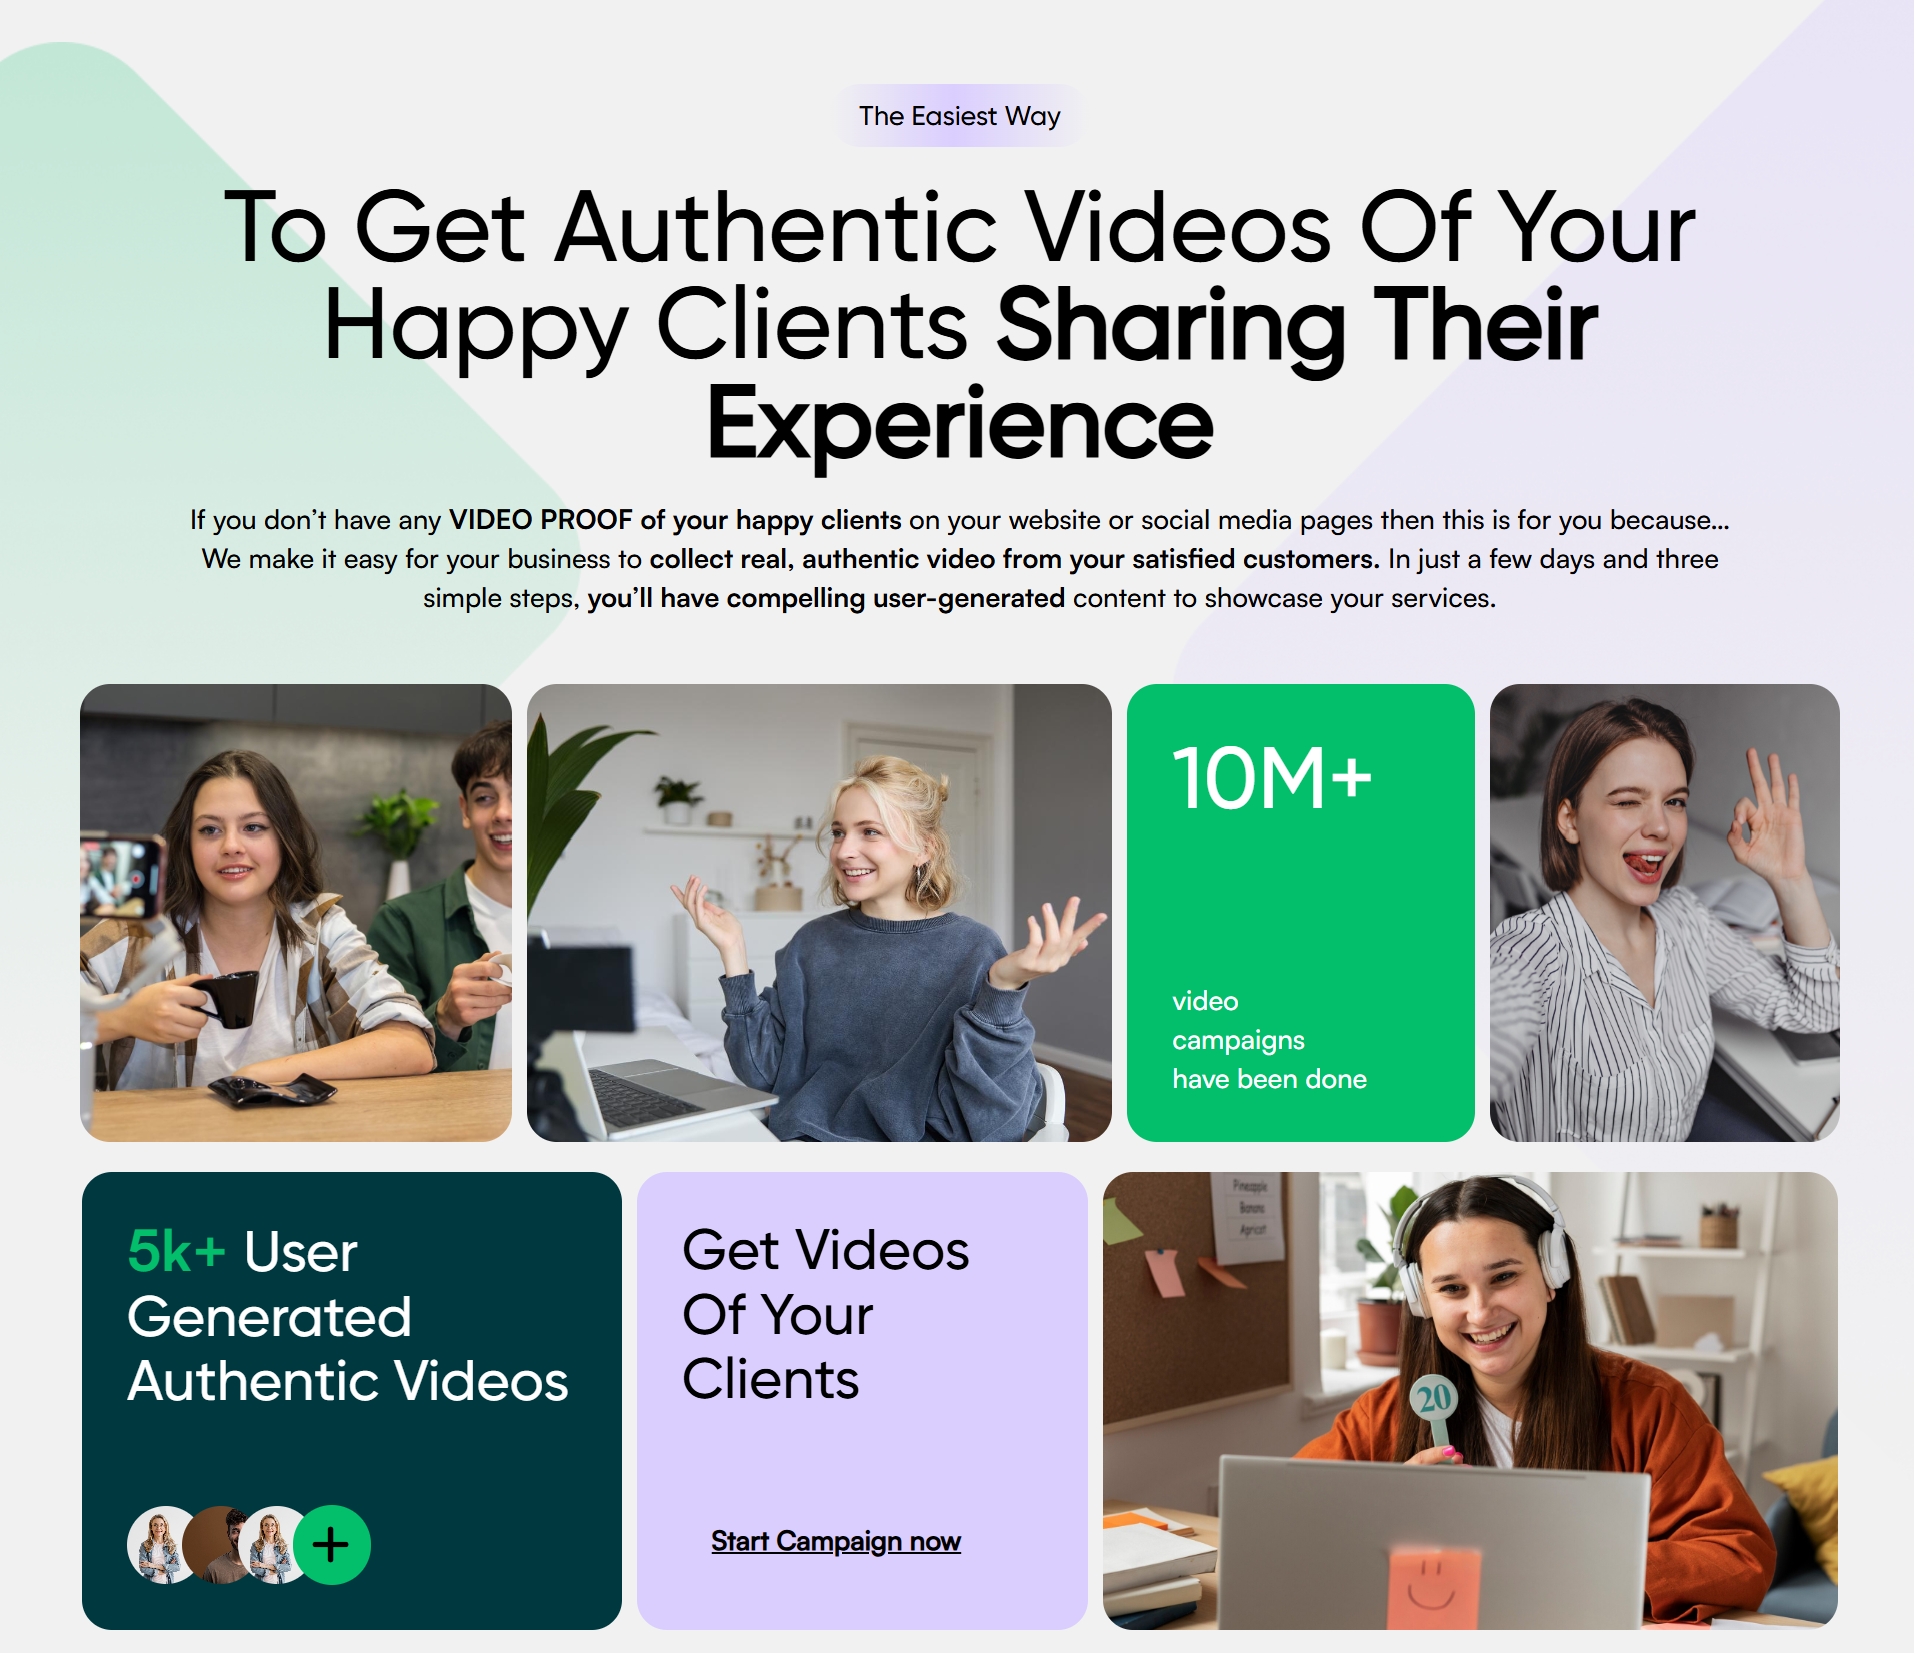 The Easiest Way
To Get Authentic Videos Of Your
Happy Clients Sharing Their
Experience
If you don’t have any VIDEO PROOF of your happy clients on your website or social media pages then this is for you because...
We make it easy for your business to collect real, authentic video from your satisfied customers. In just a few days and three
simple steps, you’ll have compelling user-generated content to showcase your services.
10M+
video
campaigns
have been done
5k+ User
Generated
Authentic Videos
Get Videos
Of Your
Clients
Start Campaign now
Pineapple
Banana
Apricot
20